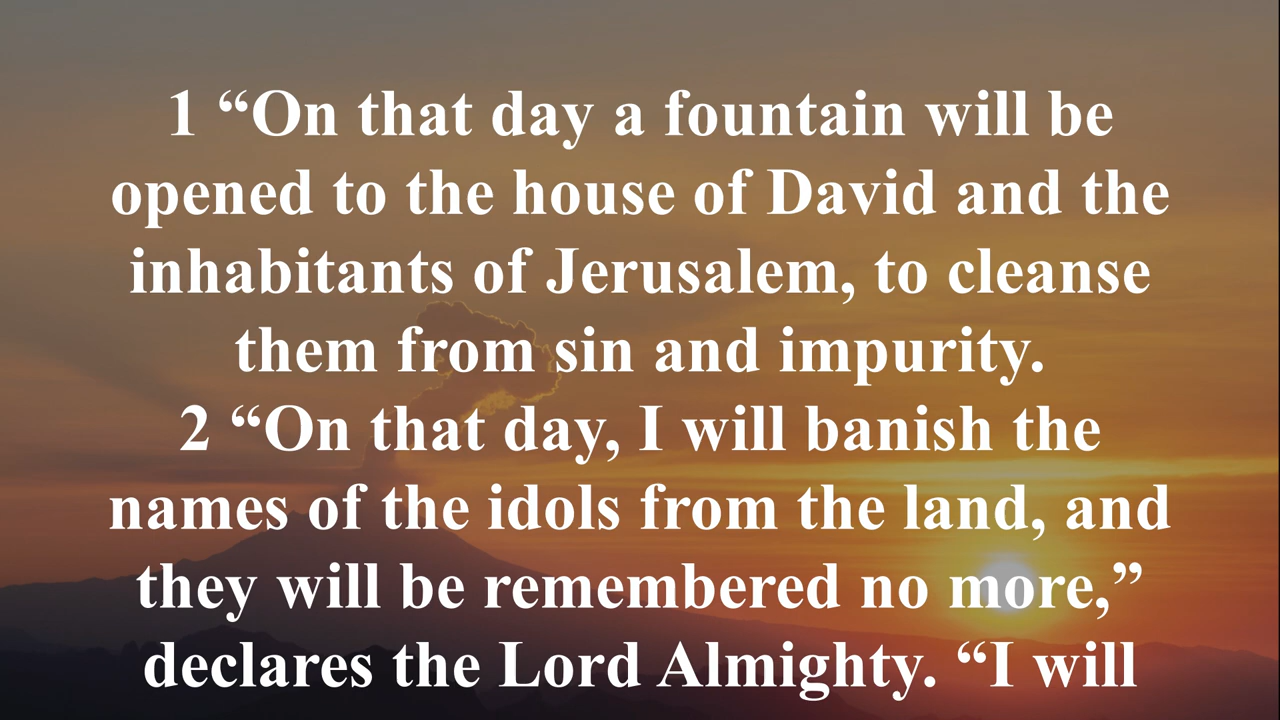 1 “On that day a fountain will be
opened to the house of David and the
inhabitants of Jerusalem, to cleanse
them from sin and impurity.
2 “On that day, I will banish the
names of the idols from the land, and
they will be remembered no more,”
declares the Lord Almighty. “I will